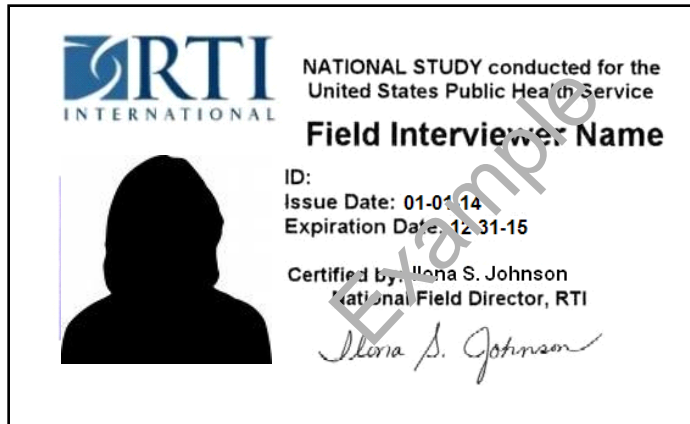 RTI
INTERNATIONAL
NATIONAL STUDY conducted for the
United States Public Health Service
Field Interviewer Name
ID:
Issue Date: 01-01-14
Expiration Date: 12-31-15
Certified by: Ilona S. Johnson
National Field Director, RTI
Ilona S. Johnson
Example